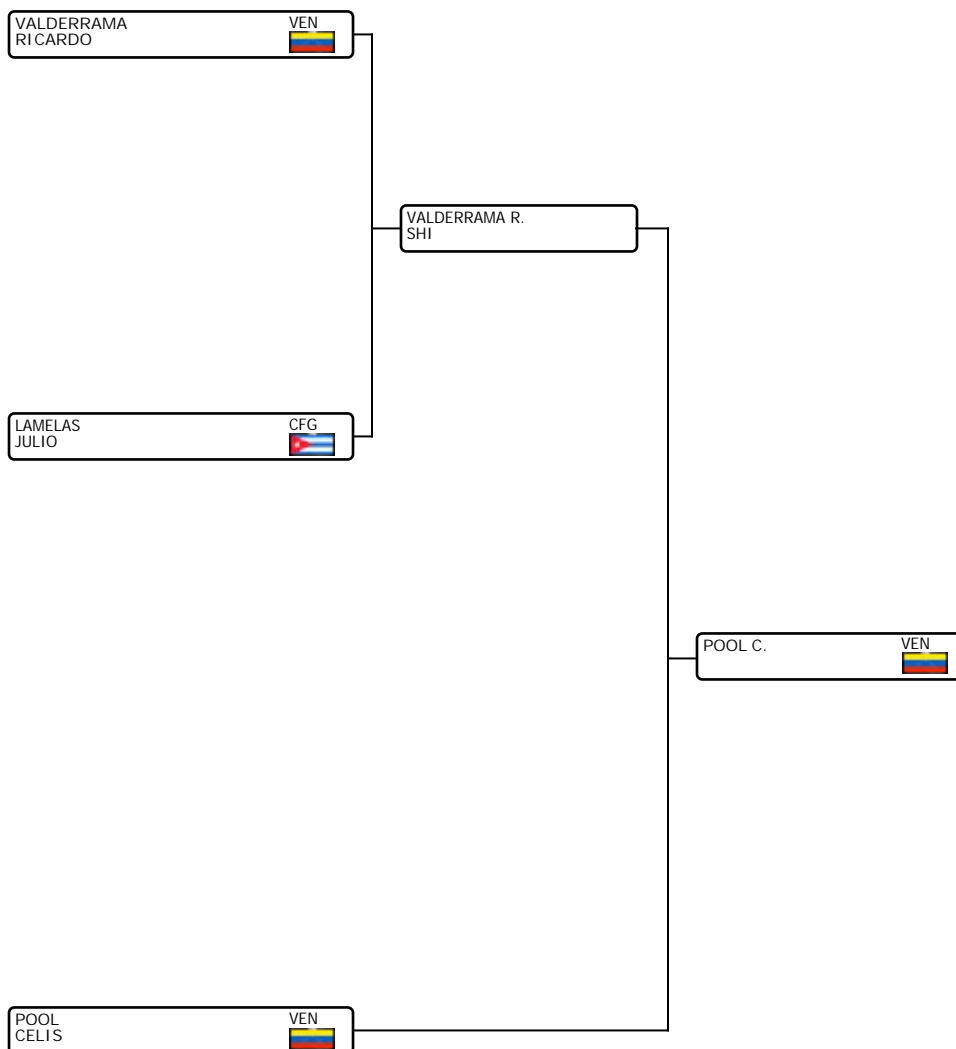 VALDERRAMA VEN
RICARDO
VALDERRAMA R.
SHI
LAMELAS CFG
JULIO
POOL C. VEN
POOL VEN
CELIS